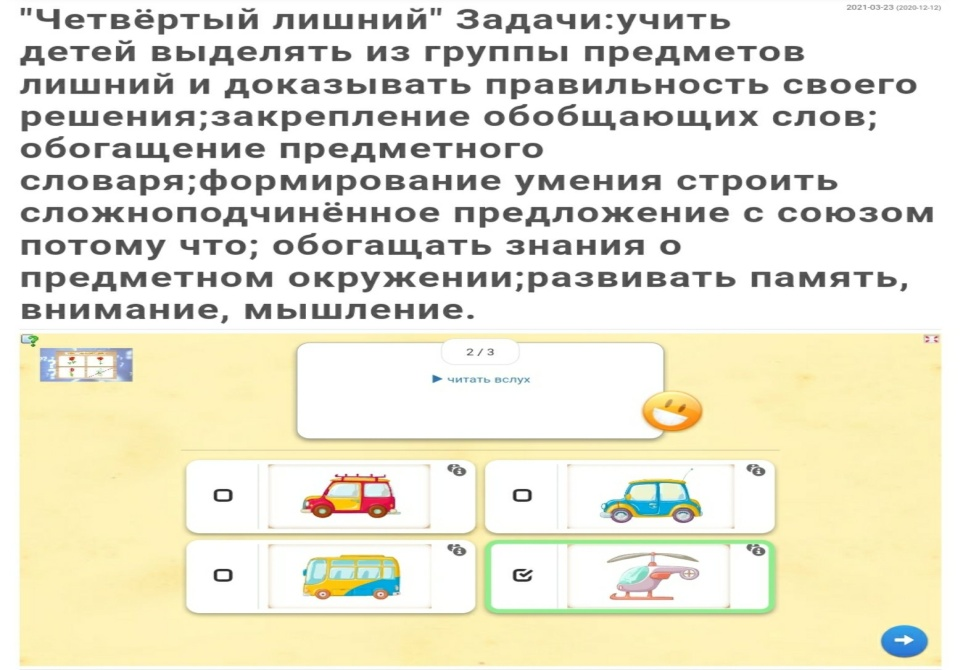 2021-03-23 (2020-12-12)
"Четвёртый лишний" Задачи:учить
детей выделять из группы предметов
лишний и доказывать правильность своего
решения;закрепление обобщающих слов;
обогащение предметного
словаря;формирование умения строить
сложноподчинённое предложение с союзом
потому что; обогащать знания о
предметном окружении;развивать память,
внимание, мышление.
2 / 3
читать вслух